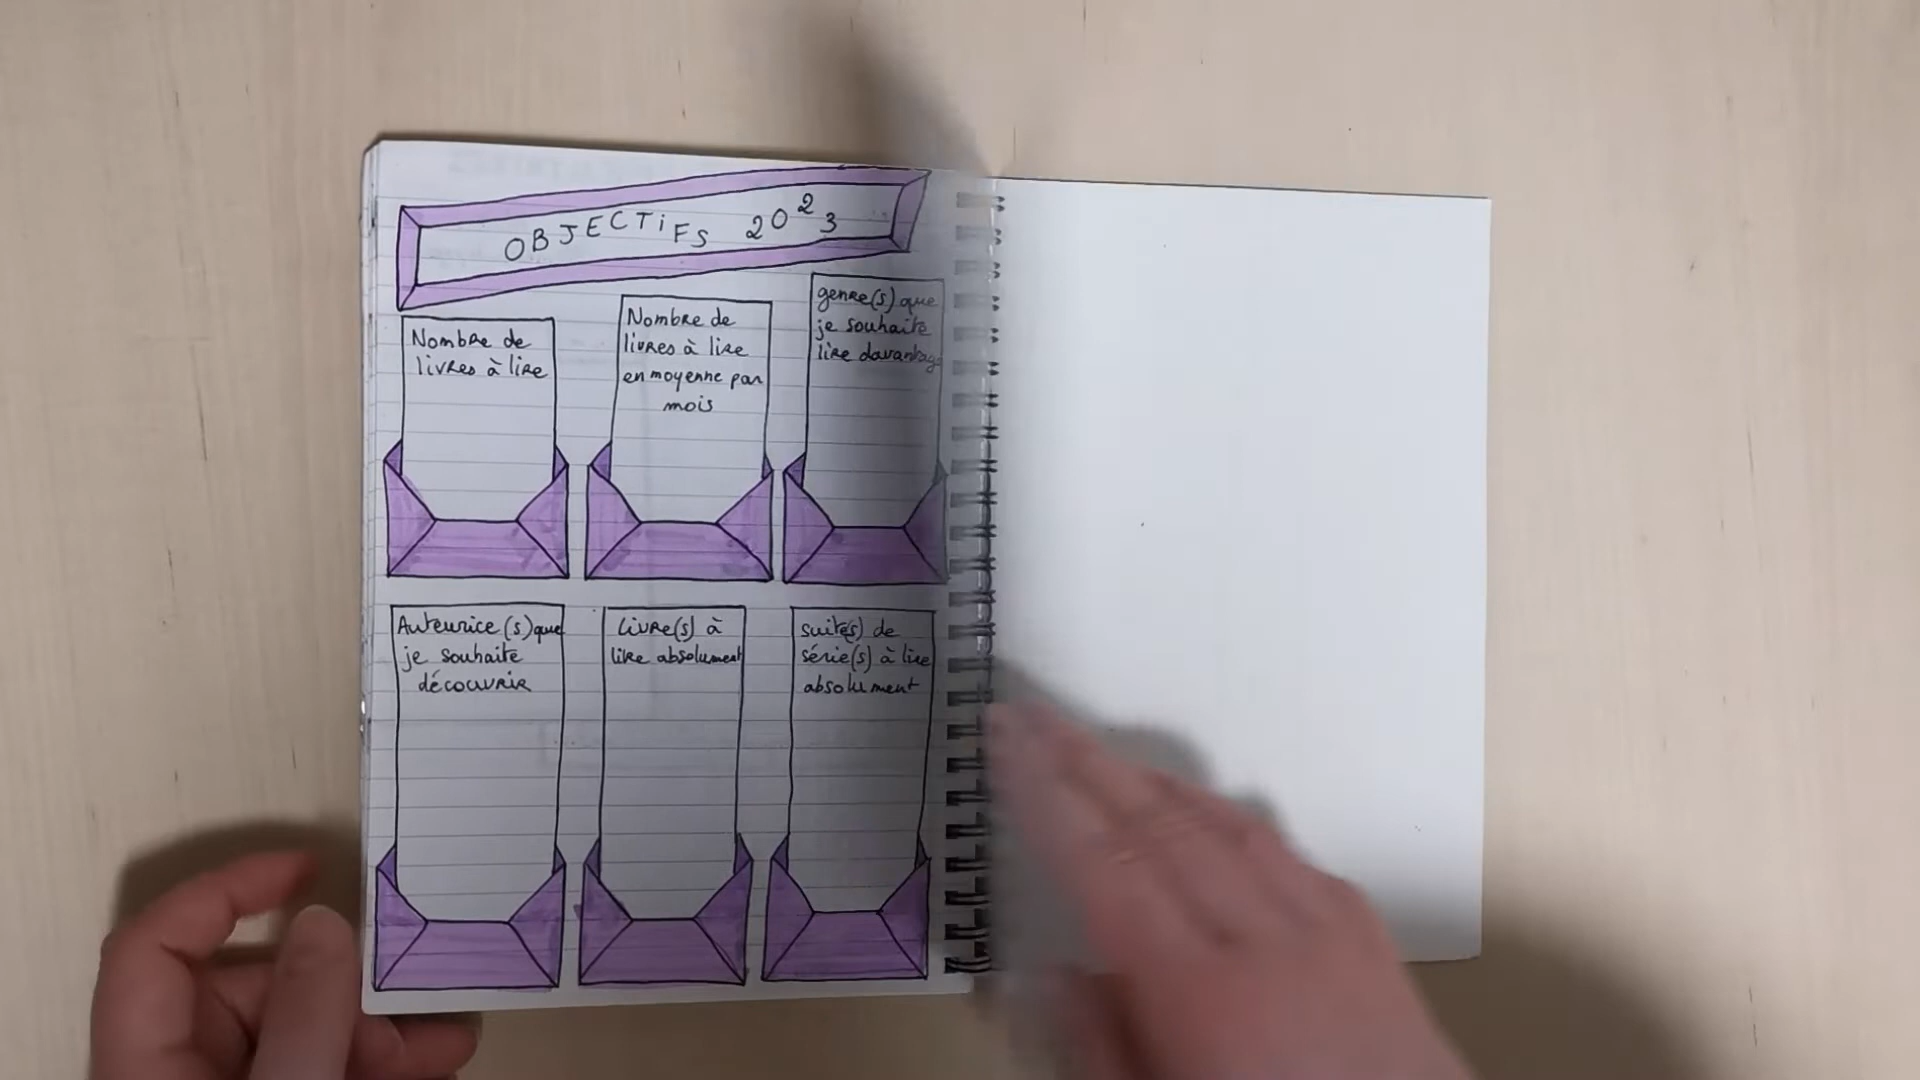 OBJECTiFS 2023
Nombre de
livres à lire
Nombre de
livres à lire
en moyenne par
mois
genre(s) que
je souhaite
lire davantage
Auteurice(s) que
je souhaite
découvrir
Livre(s) à
lire absolument
suite(s) de
série(s) à lire
absolument